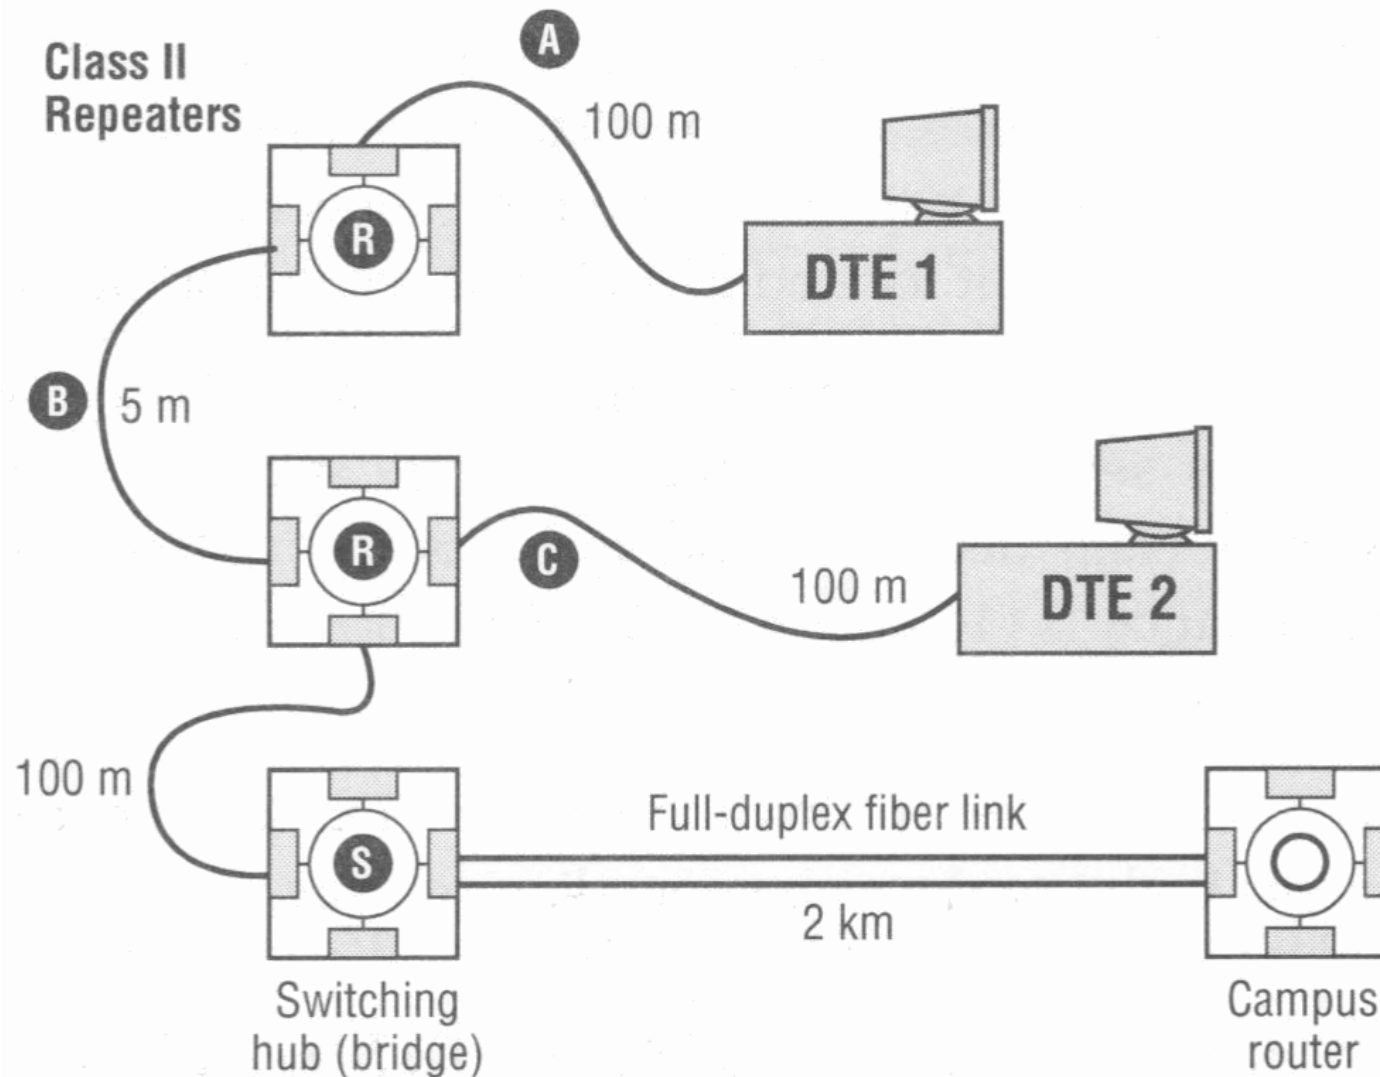 Class II
Repeaters
A
100 m
R
DTE 1
B
5 m
R
C
100 m
DTE 2
100 m
S
Full-duplex fiber link
2 km
Switching
hub (bridge)
Campus
router